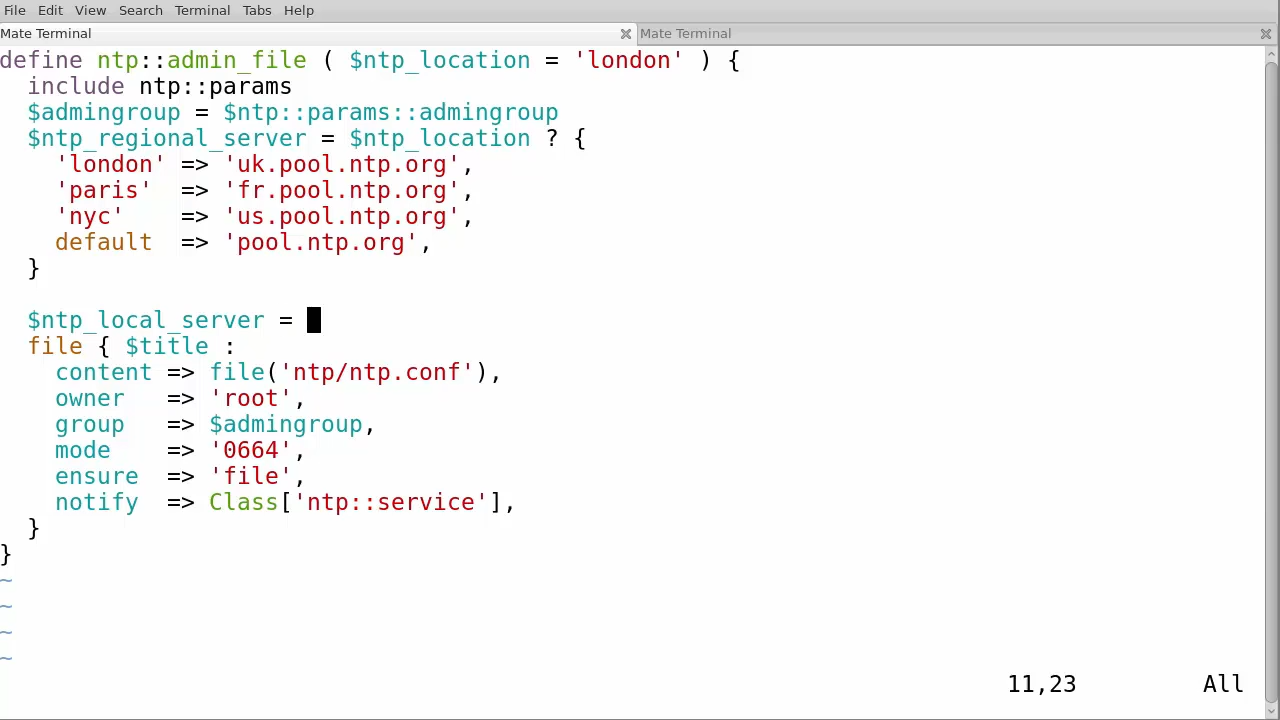 File Edit View Search Terminal Tabs Help
Mate Terminal Mate Terminal
define ntp::admin_file ( $ntp_location = 'london' ) {
  include ntp::params
  $admingroup = $ntp::params::admingroup
  $ntp_regional_server = $ntp_location ? {
    'london' => 'uk.pool.ntp.org',
    'paris'  => 'fr.pool.ntp.org',
    'nyc'    => 'us.pool.ntp.org',
    default  => 'pool.ntp.org',
  }
  $ntp_local_server =
  file { $title :
    content => file('ntp/ntp.conf'),
    owner   => 'root',
    group   => $admingroup,
    mode    => '0664',
    ensure  => 'file',
    notify  => Class['ntp::service'],
  }
}
~
~
~
~
11,23 All